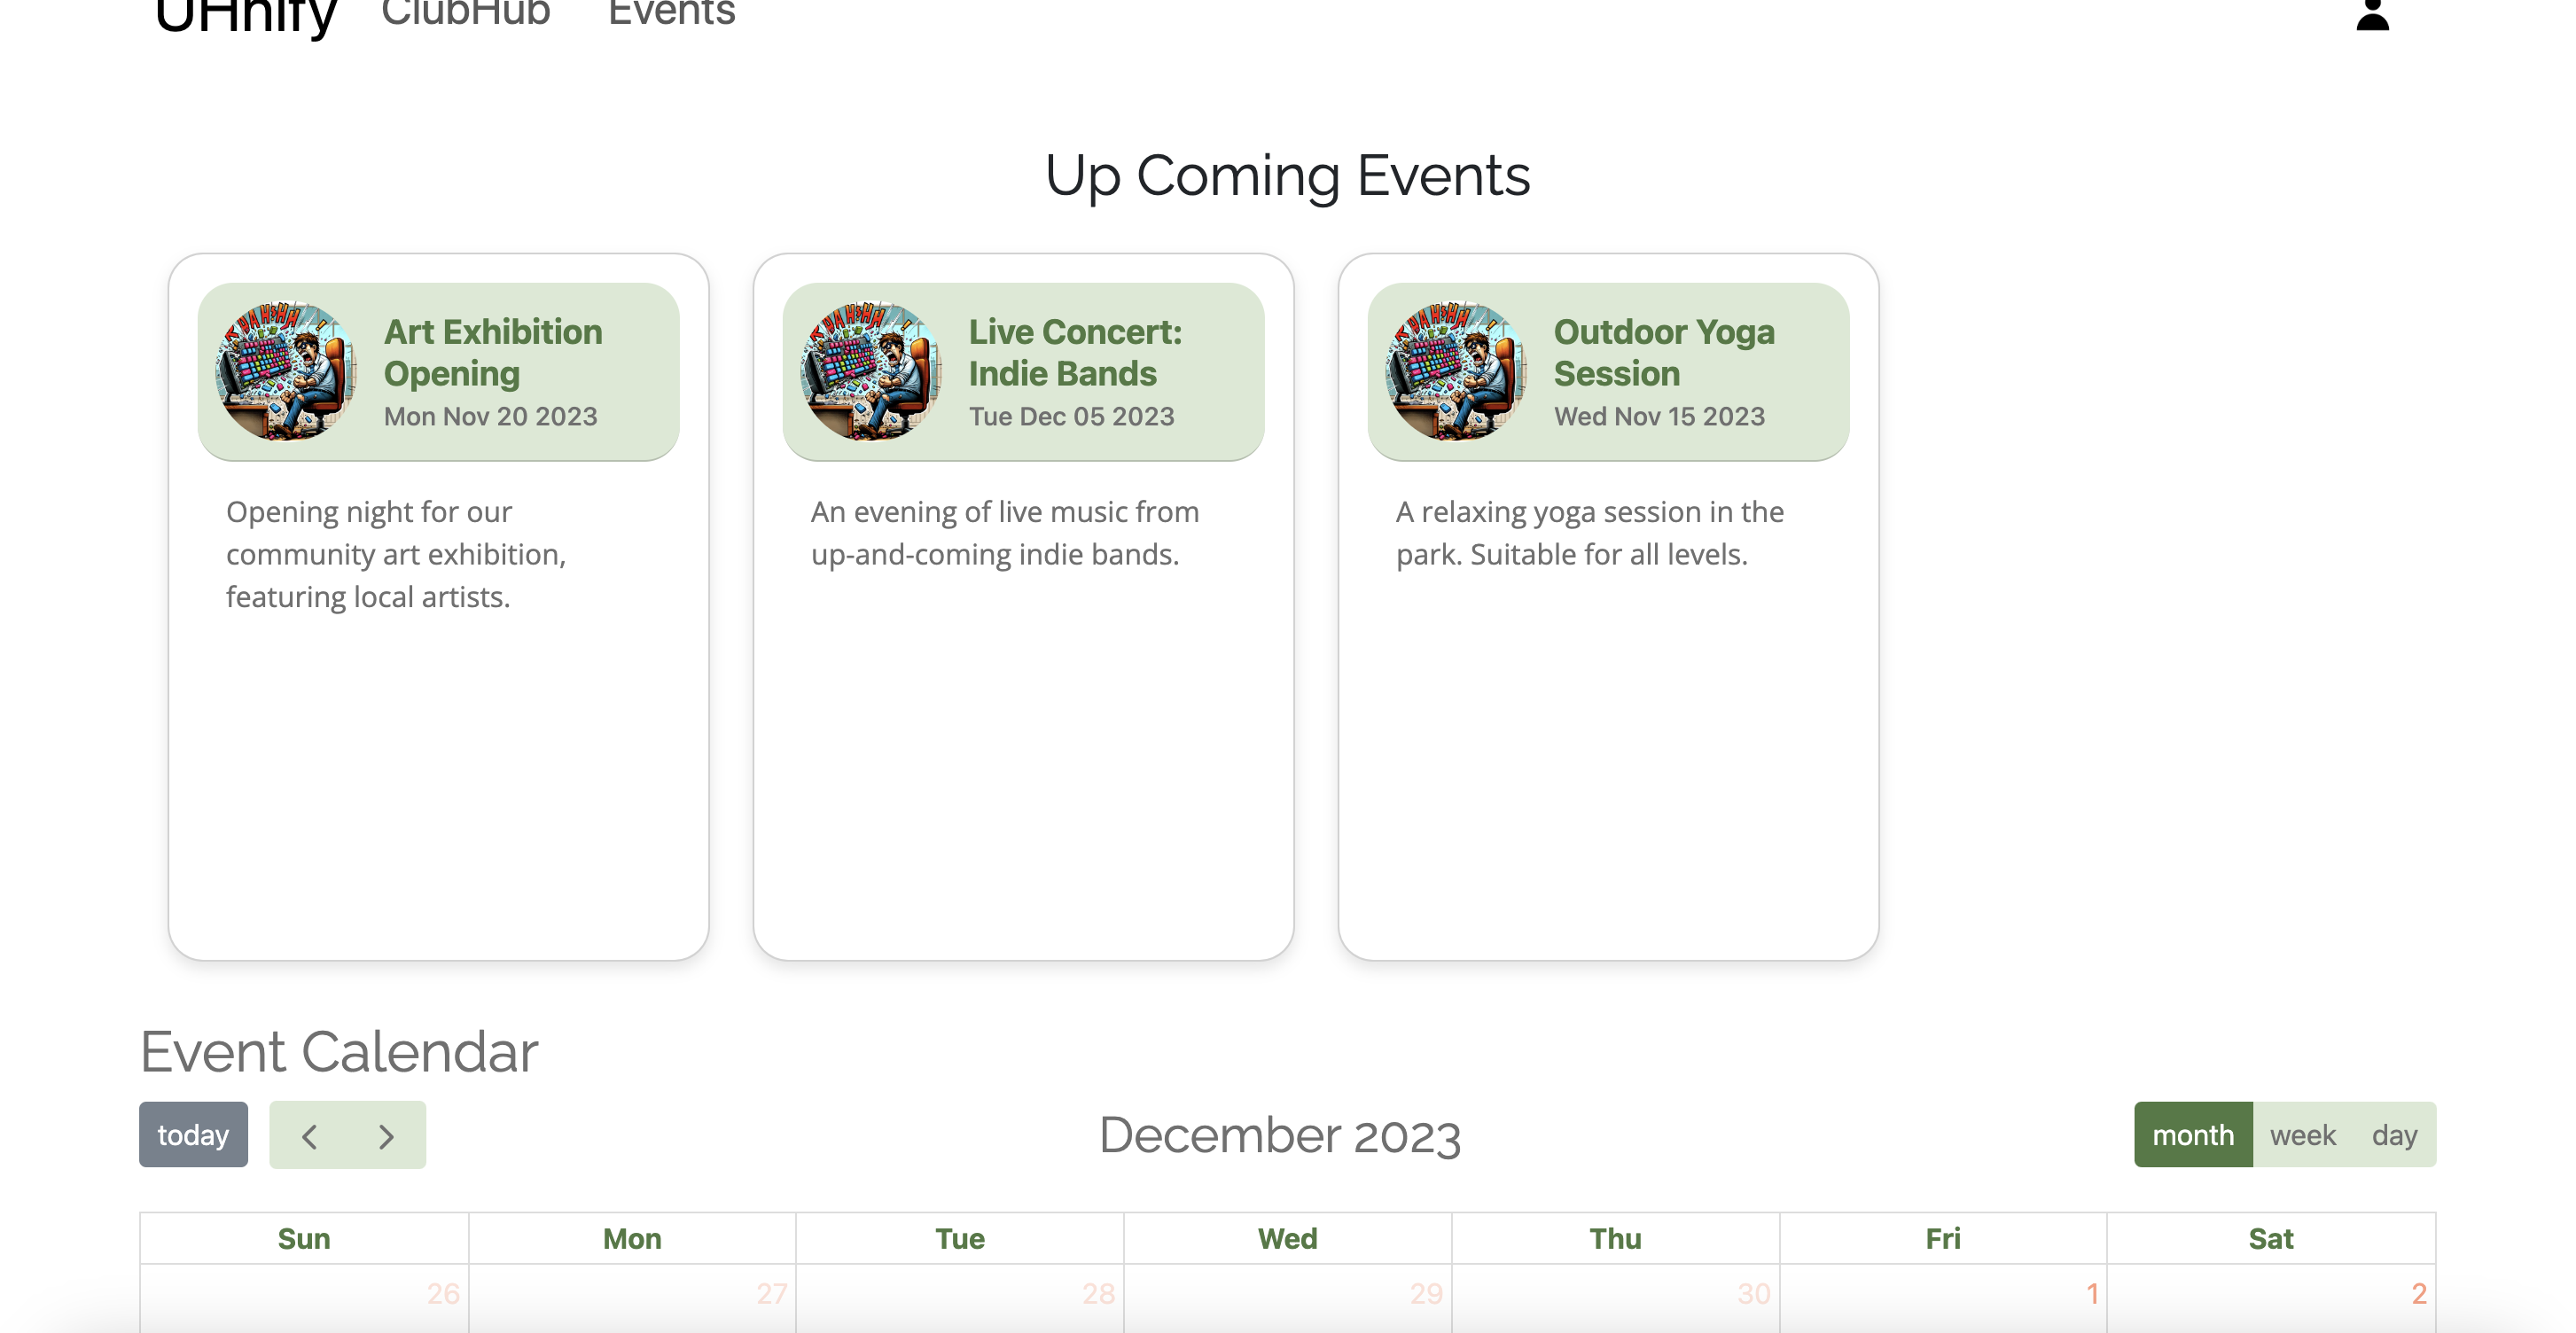 UHnify ClubHub Events
Up Coming Events
Art Exhibition
Opening
Mon Nov 20 2023
Opening night for our
community art exhibition,
featuring local artists.
Live Concert:
Indie Bands
Tue Dec 05 2023
An evening of live music from
up-and-coming indie bands.
Outdoor Yoga
Session
Wed Nov 15 2023
A relaxing yoga session in the
park. Suitable for all levels.
Event Calendar
today
December 2023
month week day
Sun Mon Tue Wed Thu Fri Sat
26 27 28 29 30 1 2